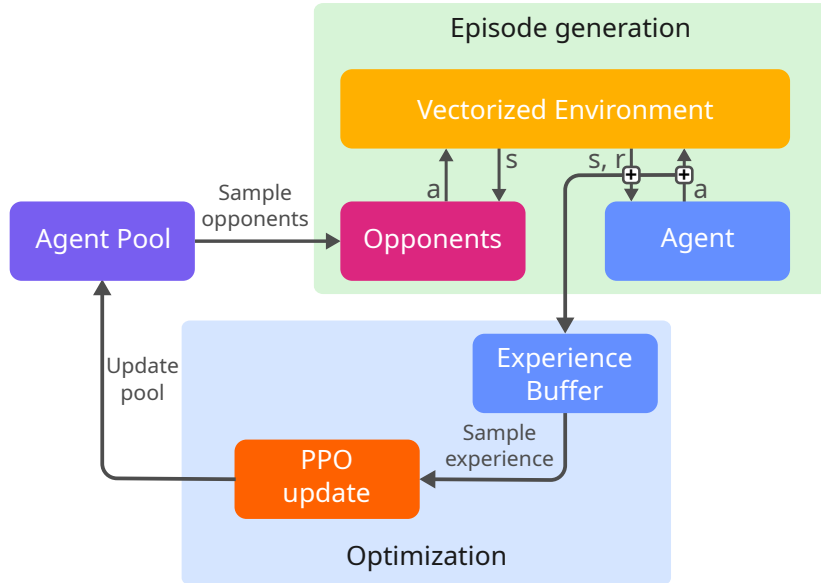 Episode generation
Vectorized Environment
a
s
s, r
+
+
a
Sample
opponents
Agent Pool
Opponents
Agent
Update
pool
Experience
Buffer
Sample
experience
PPO
update
Optimization